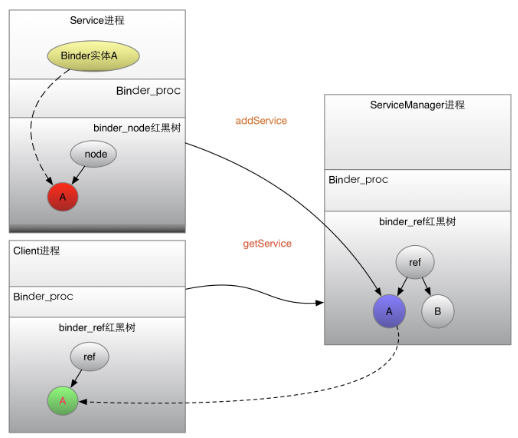 Service进程
Binder实体A
Binder_proc
binder_node红黑树
node
A
addService
ServiceManager进程
Binder_proc
binder_ref红黑树
ref
A
B
getService
Client进程
Binder_proc
binder_ref红黑树
ref
A